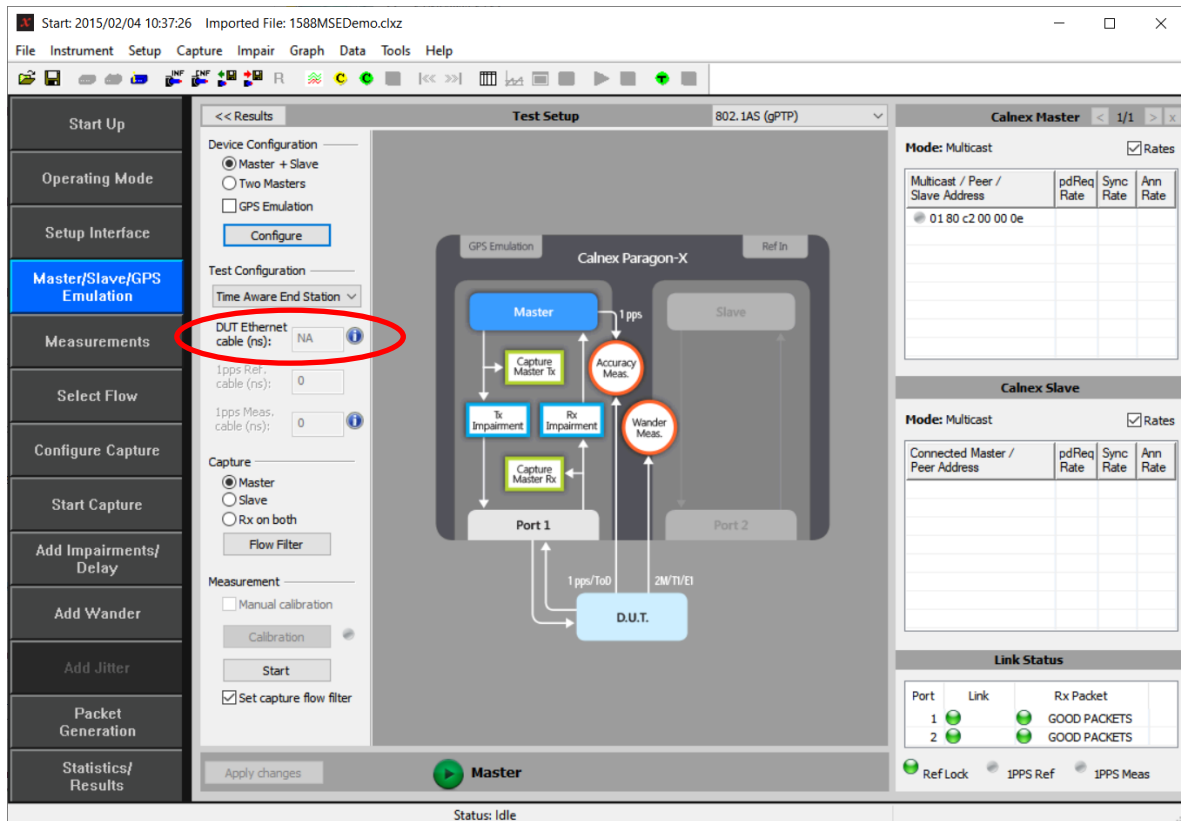 Start: 2015/02/04 10:37:26 Imported File: 1588MSEDemo.clxz
File Instrument Setup Capture Impair Graph Data Tools Help
INF INF R C C T
Start Up
Operating Mode
Setup Interface
Master/Slave/GPS
Emulation
Measurements
Select Flow
Configure Capture
Start Capture
Add Impairments/
Delay
Add Wander
Add Jitter
Packet
Generation
Statistics/
Results
<< Results
Test Setup
802.1AS (gPTP)
Device Configuration
Master + Slave
Two Masters
GPS Emulation
Configure
Test Configuration
Time Aware End Station
DUT Ethernet
cable (ns): NA
1pps Ref.
cable (ns): 0
1pps Meas.
cable (ns): 0
Capture
Master
Slave
Rx on both
Flow Filter
Measurement
Manual calibration
Calibration
Start
Set capture flow filter
Apply changes
GPS Emulation
Ref In
Calnex Paragon-X
Master
1 pps
Slave
Capture
Master Tx
Accuracy
Meas.
Tx
Impairment
Rx
Impairment
Wander
Meas.
Capture
Master Rx
Port 1
Port 2
1 pps/ToD
2M/T1/E1
D.U.T.
Master
Calnex Master < 1/1 > x
Mode: Multicast
Rates
Multicast / Peer /
Slave Address
pdReq
Rate
Sync
Rate
Ann
Rate
01 80 c2 00 00 0e
Calnex Slave
Mode: Multicast
Rates
Connected Master /
Peer Address
pdReq
Rate
Sync
Rate
Ann
Rate
Link Status
Port Link Rx Packet
1 GOOD PACKETS
2 GOOD PACKETS
Ref Lock 1PPS Ref 1PPS Meas
Status: Idle